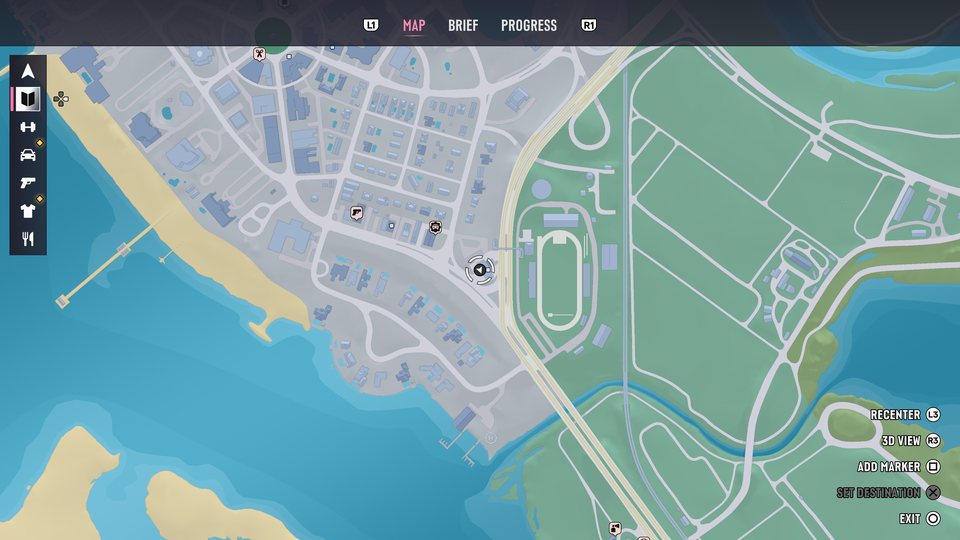 L1 MAP BRIEF PROGRESS R1
RECENTER L3
3D VIEW R3
ADD MARKER
SET DESTINATION
EXIT